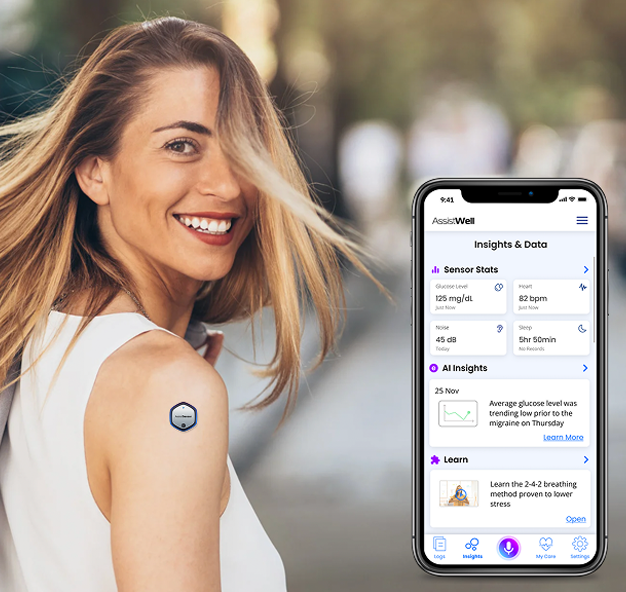 9:41
AssistWell
Insights & Data
Sensor Stats
Glucose Level
125 mg/dL
Just Now
Heart
82 bpm
Just Now
Noise
45 dB
Today
Sleep
5hr 50min
No Records
AI Insights
25 Nov
Average glucose level was
trending low prior to the
migraine on Thursday
Learn More
Learn
Learn the 2-4-2 breathing
method proven to lower
stress
Open
Logs
Insights
My Care
Settings